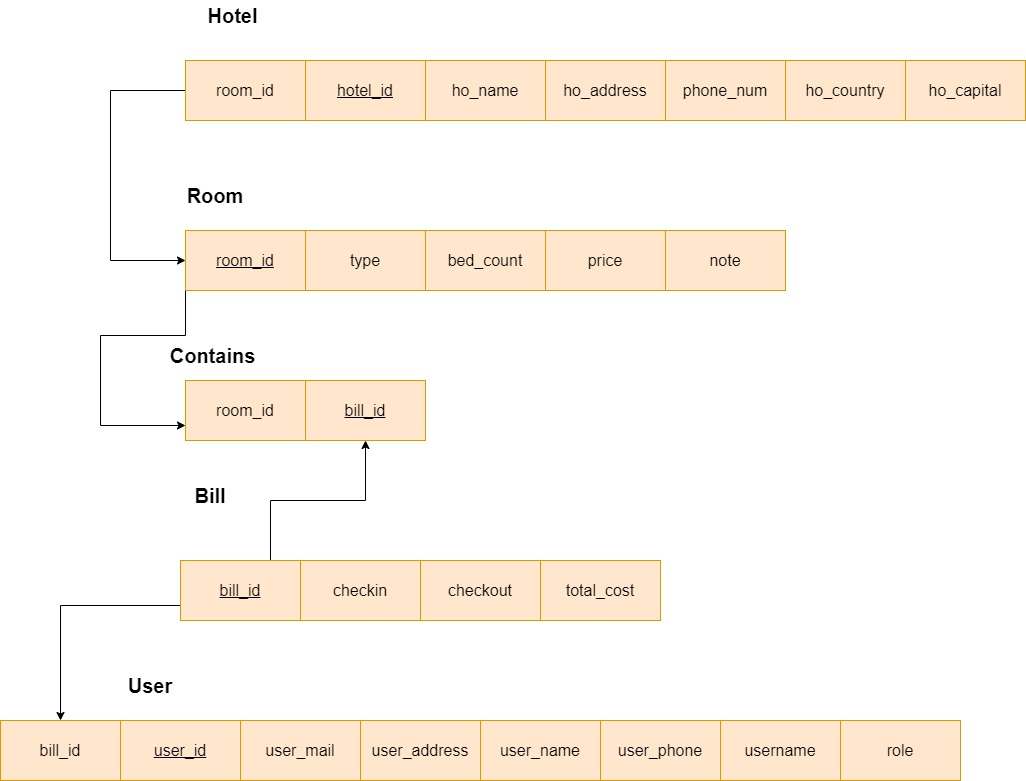 Hotel
room_id hotel_id ho_name ho_address phone_num ho_country ho_capital
Room
room_id type bed_count price note
Contains
room_id bill_id
Bill
bill_id checkin checkout total_cost
User
bill_id user_id user_mail user_address user_name user_phone username role